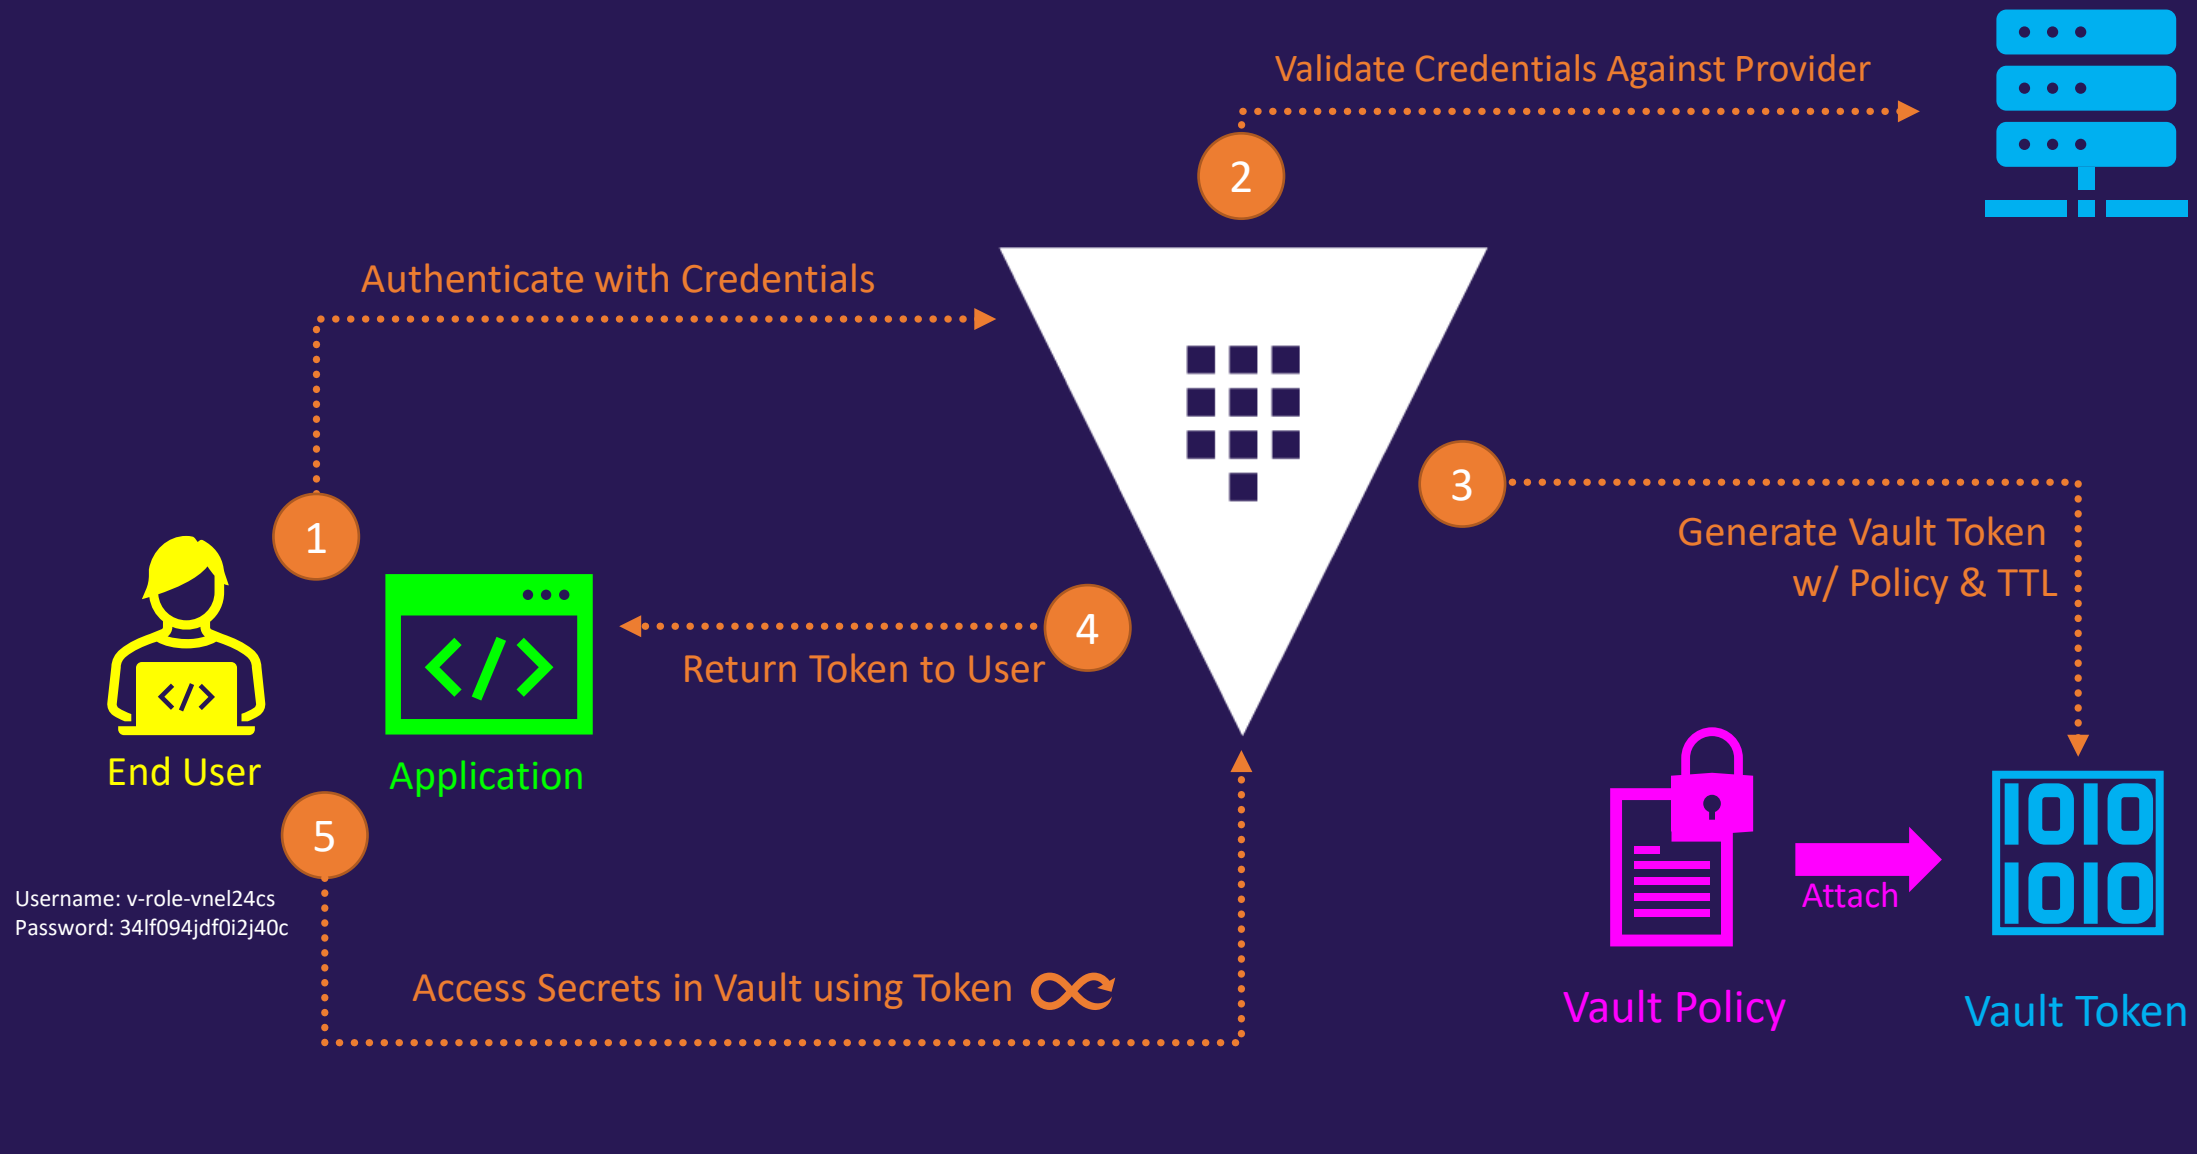 Validate Credentials Against Provider
2
Authenticate with Credentials
1
3
Generate Vault Token
w/ Policy & TTL
4
Return Token to User
End User
Application
5
Username: v-role-vnel24cs
Password: 34lf094jdf0i2j40c
Access Secrets in Vault using Token
Attach
1010
1010
Vault Policy
Vault Token